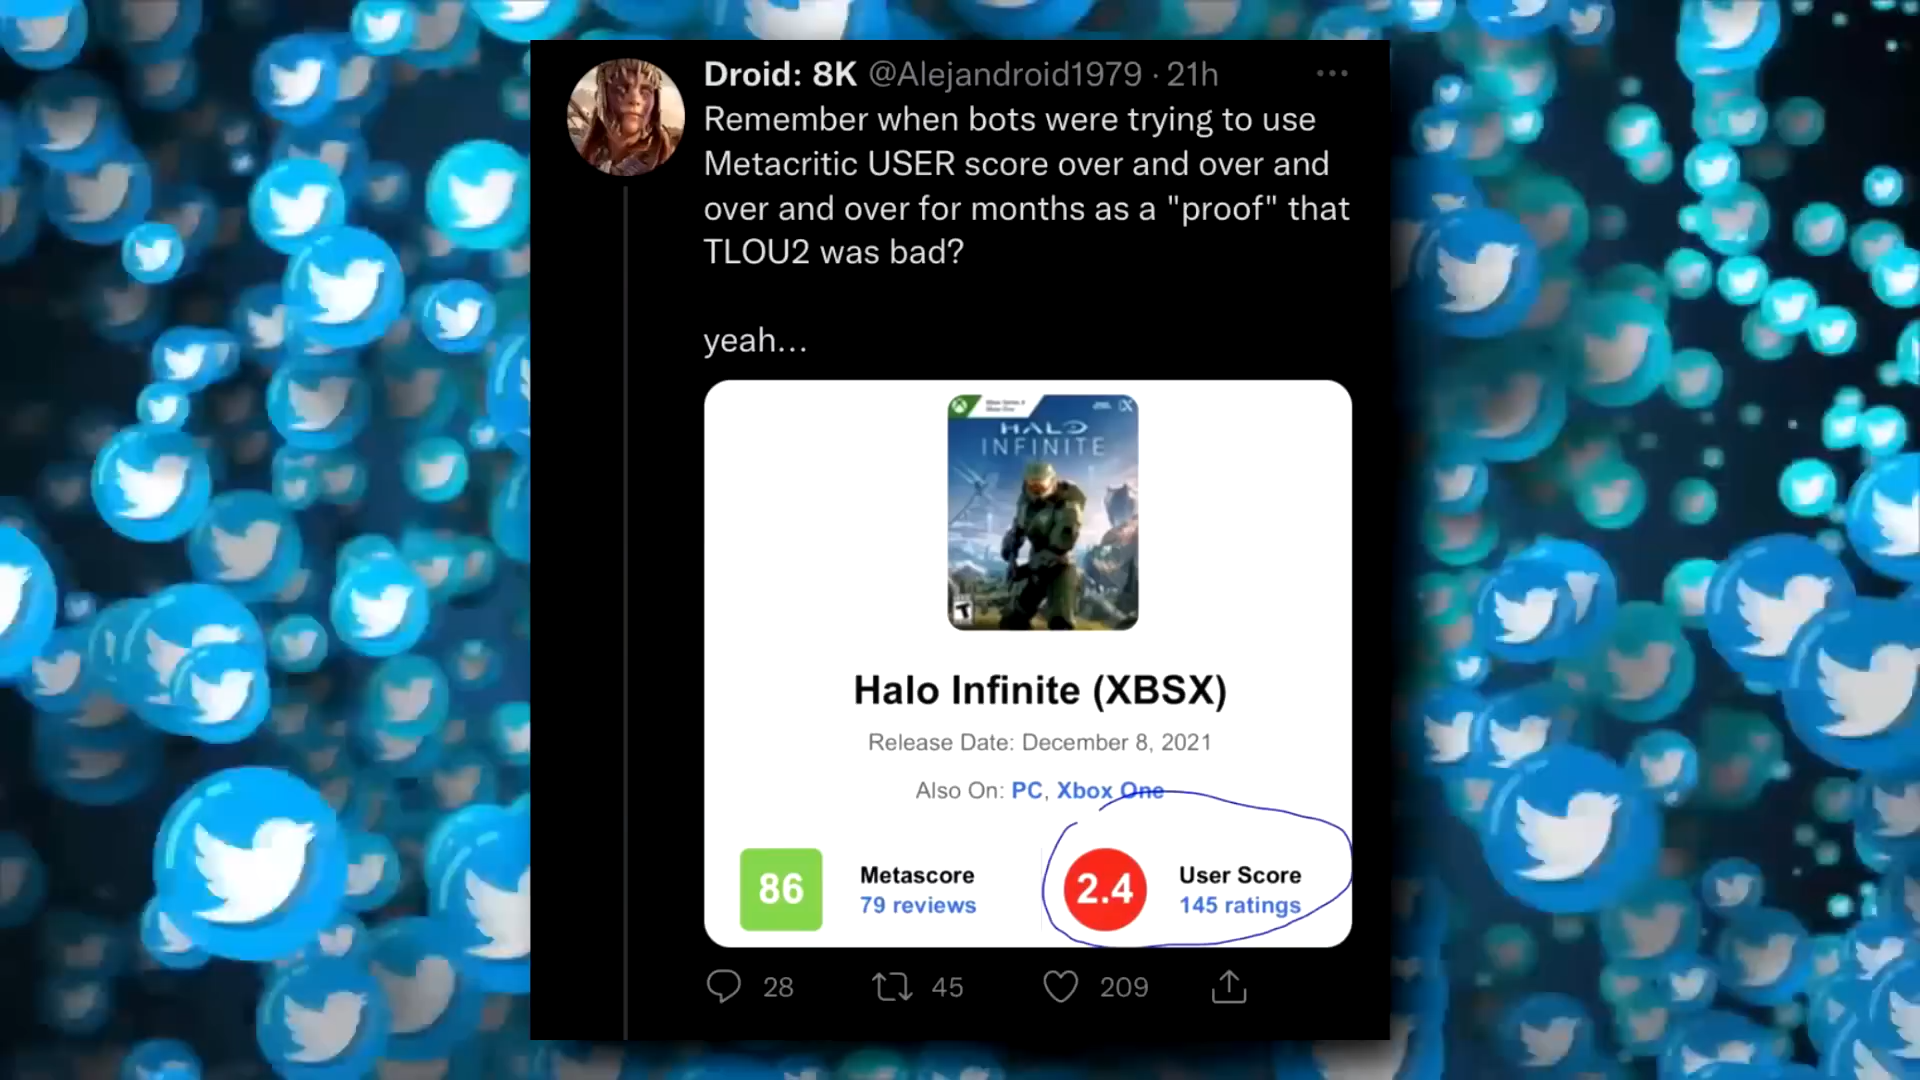 Droid: 8K @Alejandroid1979 · 21h
Remember when bots were trying to use
Metacritic USER score over and over and
over and over for months as a "proof" that
TLOU2 was bad?
yeah...
HALO
INFINITE
T
Halo Infinite (XBSX)
Release Date: December 8, 2021
Also On: PC, Xbox One
86 Metascore 2.4 User Score
79 reviews 145 ratings
28 45 209